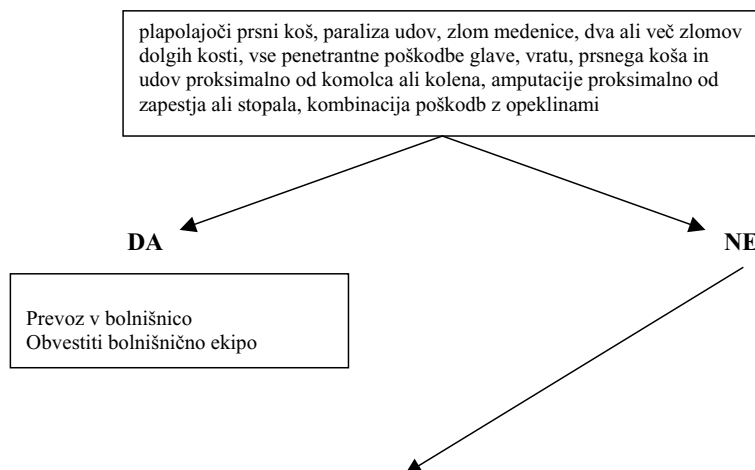 plapolajoči prsni koš, paraliza udov, zlom medenice, dva ali več zlomov
dolgih kosti, vse penetrantne poškodbe glave, vratu, prsnega koša in
udov proksimalno od komolca ali kolena, amputacije proksimalno od
zapestja ali stopala, kombinacija poškodb z opeklinami
DA
NE
Prevoz v bolnišnico
Obvestiti bolnišnično ekipo